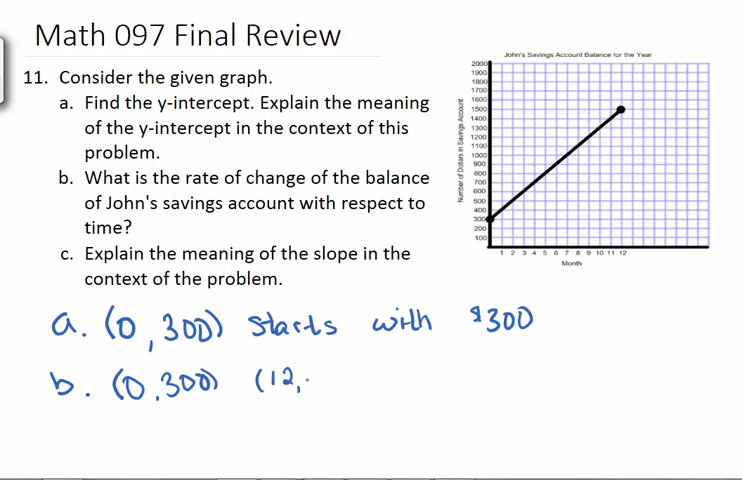 Math 097 Final Review
11. Consider the given graph.
a. Find the y-intercept. Explain the meaning
of the y-intercept in the context of this
problem.
b. What is the rate of change of the balance
of John's savings account with respect to
time?
c. Explain the meaning of the slope in the
context of the problem.
John's Savings Account Balance for the Year
Number of Dollars in Savings Account
2000
1900
1800
1700
1600
1500
1400
1300
1200
1100
1000
900
800
700
600
500
400
300
200
100
1 2 3 4 5 6 7 8 9 10 11 12
Month
a. (0, 300) starts with $300
b. (0, 300) (12,